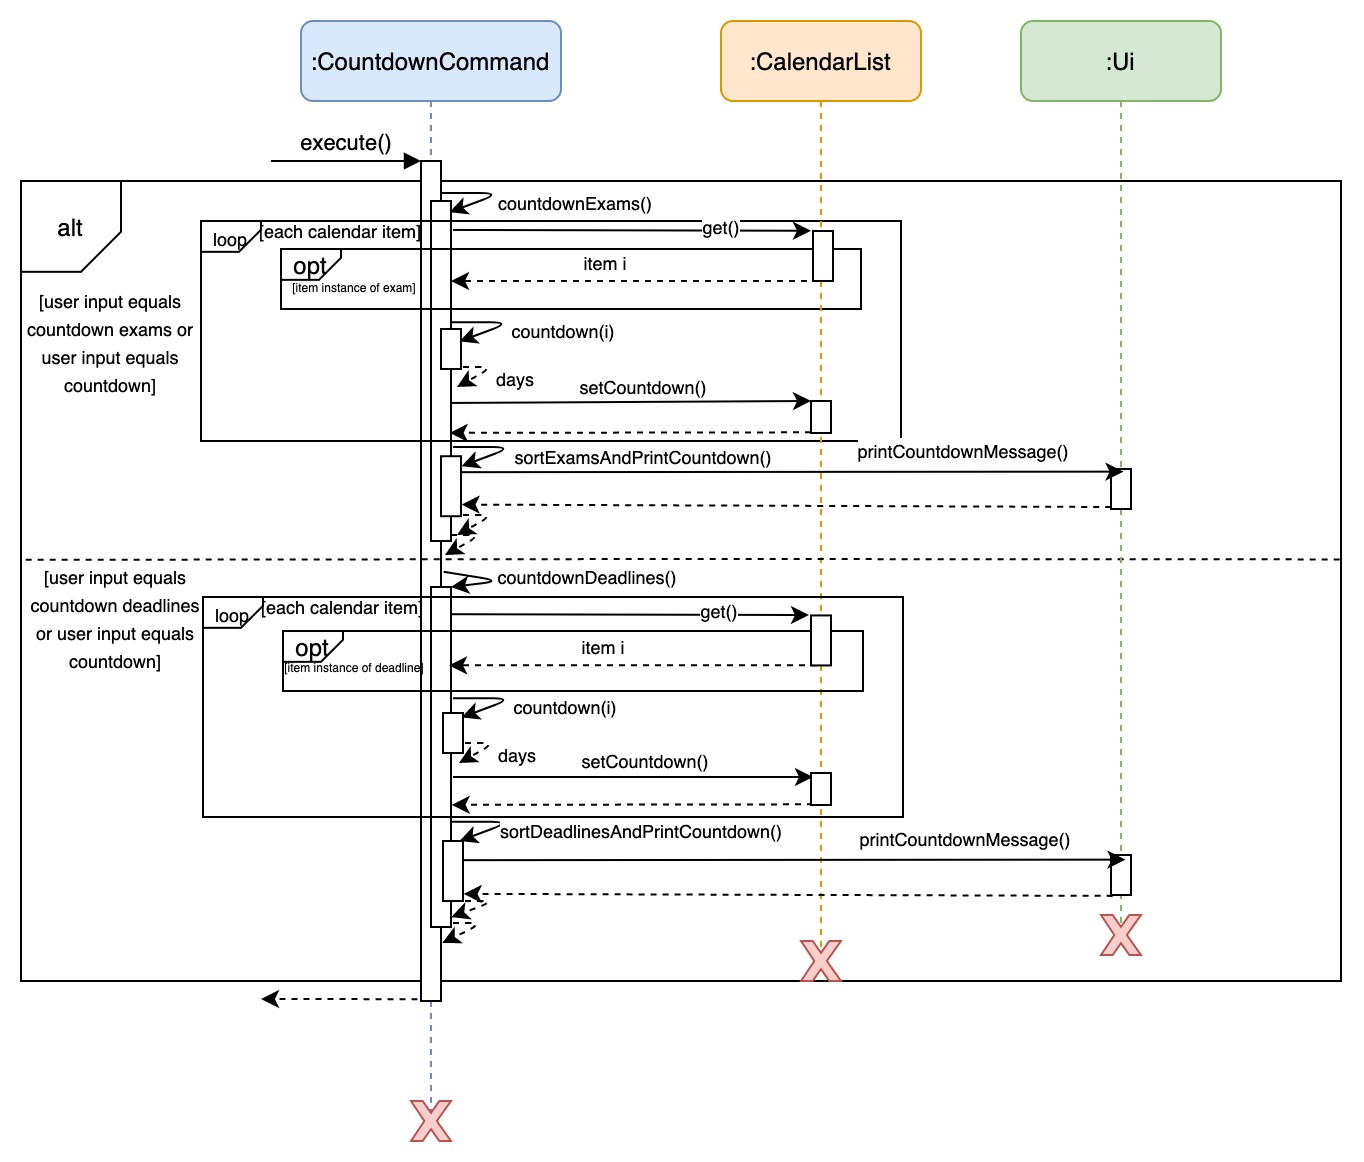 :CountdownCommand
:CalendarList
:Ui
execute()
alt
countdownExams()
loop
[each calendar item]
get()
opt
item i
[item instance of exam]
[user input equals
countdown exams or
user input equals
countdown]
countdown(i)
days
setCountdown()
sortExamsAndPrintCountdown()
printCountdownMessage()
[user input equals
countdown deadlines
or user input equals
countdown]
countdownDeadlines()
loop
[each calendar item]
get()
opt
item i
[item instance of deadline]
countdown(i)
days
setCountdown()
sortDeadlinesAndPrintCountdown()
printCountdownMessage()
X
X
X